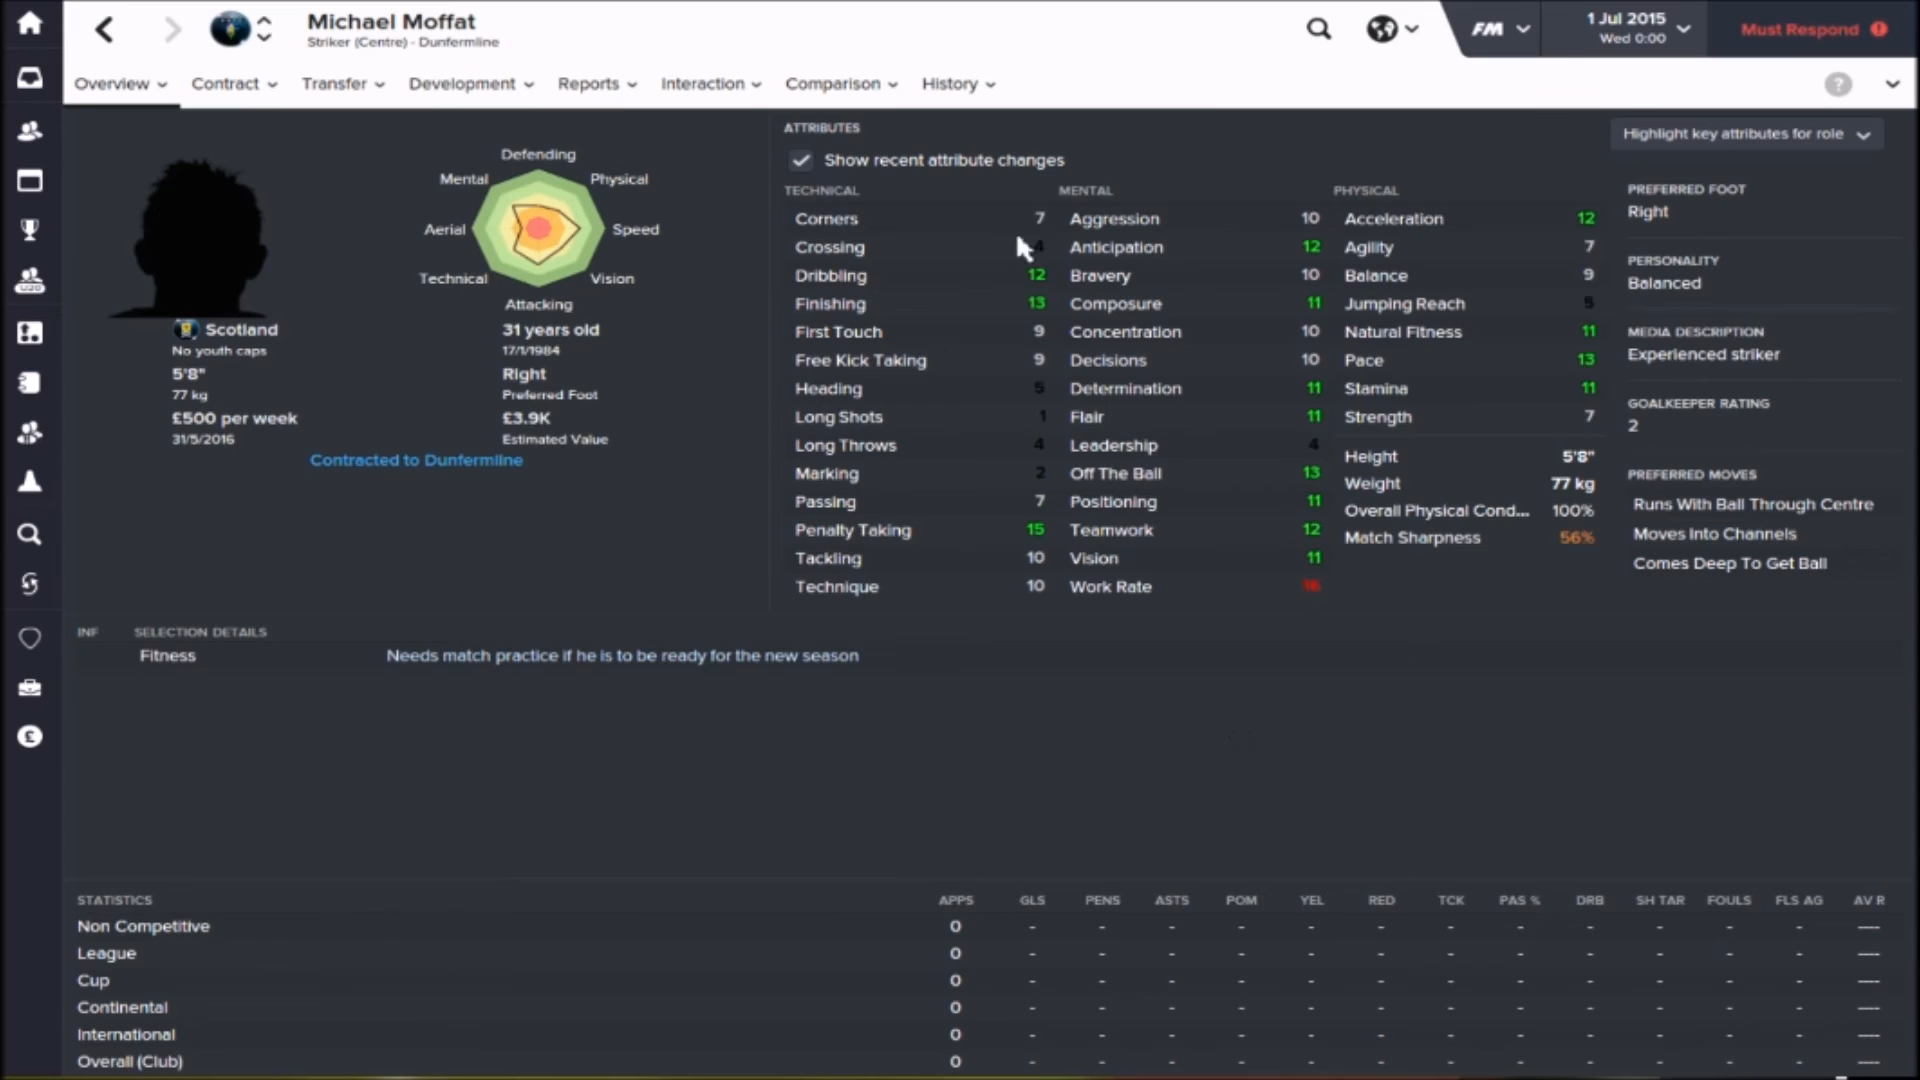 Michael Moffat
Striker (Centre) - Dunfermline
FM
1 Jul 2015
Wed 0:00
Must Respond
Overview
Contract
Transfer
Development
Reports
Interaction
Comparison
History
?
Defending
Mental
Physical
Aerial
Speed
Technical
Vision
Attacking
Scotland
No youth caps
5'8"
77 kg
£500 per week
31/5/2016
31 years old
17/1/1984
Right
Preferred Foot
£3.9K
Estimated Value
Contracted to Dunfermline
ATTRIBUTES
Show recent attribute changes
Highlight key attributes for role
TECHNICAL
Corners 7
Crossing 4
Dribbling 12
Finishing 13
First Touch 9
Free Kick Taking 9
Heading 5
Long Shots 1
Long Throws 4
Marking 2
Passing 7
Penalty Taking 15
Tackling 10
Technique 10
MENTAL
Aggression 10
Anticipation 12
Bravery 10
Composure 11
Concentration 10
Decisions 10
Determination 11
Flair 11
Leadership 4
Off The Ball 13
Positioning 11
Teamwork 12
Vision 11
Work Rate
PHYSICAL
Acceleration 12
Agility 7
Balance 9
Jumping Reach 5
Natural Fitness 11
Pace 13
Stamina 11
Strength 7
Height 5'8"
Weight 77 kg
Overall Physical Cond... 100%
Match Sharpness 56%
PREFERRED FOOT
Right
PERSONALITY
Balanced
MEDIA DESCRIPTION
Experienced striker
GOALKEEPER RATING
2
PREFERRED MOVES
Runs With Ball Through Centre
Moves Into Channels
Comes Deep To Get Ball
INF SELECTION DETAILS
Fitness Needs match practice if he is to be ready for the new season
STATISTICS APPS GLS PENS ASTS POM YEL RED TCK PAS % DRB SH TAR FOULS FLS AG AV R
Non Competitive 0 - - - - - - - - - - - - ----
League 0 - - - - - - - - - - - - ----
Cup 0 - - - - - - - - - - - - ----
Continental 0 - - - - - - - - - - - - ----
International 0 - - - - - - - - - - - - ----
Overall (Club) 0 - - - - - - - - - - - - ----
U20